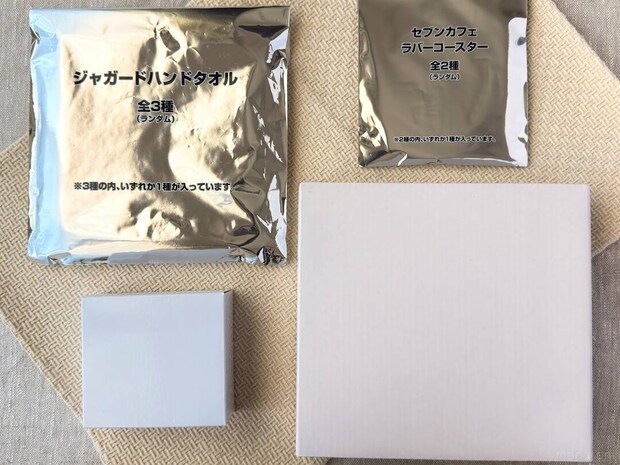 ジャガードハンドタオル
全3種
(ランダム)
※3種の内、いずれか1種が入っています
セブンカフェ
ラバーコースター
全2種
(ランダム)
※2種の内、いずれか1種が入っています。